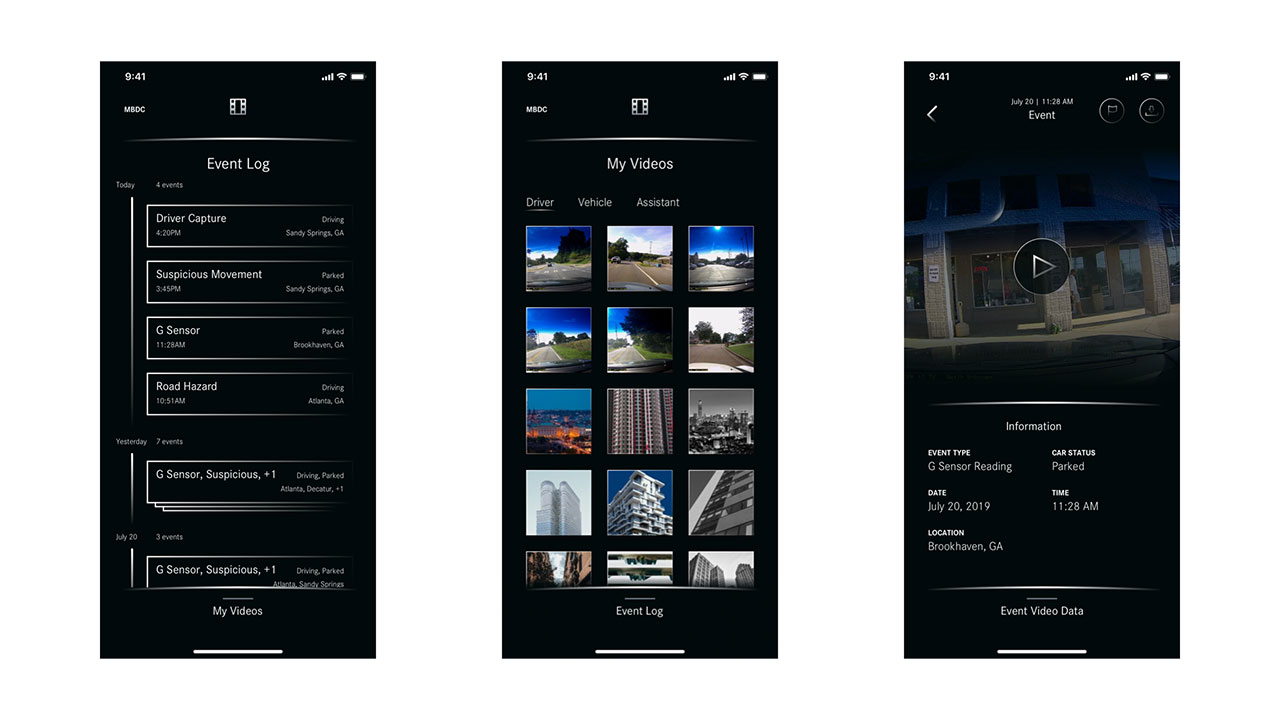 9:41
MBDC
Event Log
Today 4 events
Driver Capture Driving
4:20PM Sandy Springs, GA
Suspicious Movement Parked
3:45PM Sandy Springs, GA
G Sensor Parked
11:28AM Brookhaven, GA
Road Hazard Driving
10:51AM Atlanta, GA
Yesterday 7 events
G Sensor, Suspicious, +1 Driving, Parked
Atlanta, Decatur, +1
July 20 3 events
G Sensor, Suspicious, +1 Driving, Parked
Atlanta, Sandy Springs
My Videos
9:41
MBDC
My Videos
Driver Vehicle Assistant
Event Log
9:41
July 20 | 11:28 AM
Event
Information
EVENT TYPE CAR STATUS
G Sensor Reading Parked
DATE TIME
July 20, 2019 11:28 AM
LOCATION
Brookhaven, GA
Event Video Data